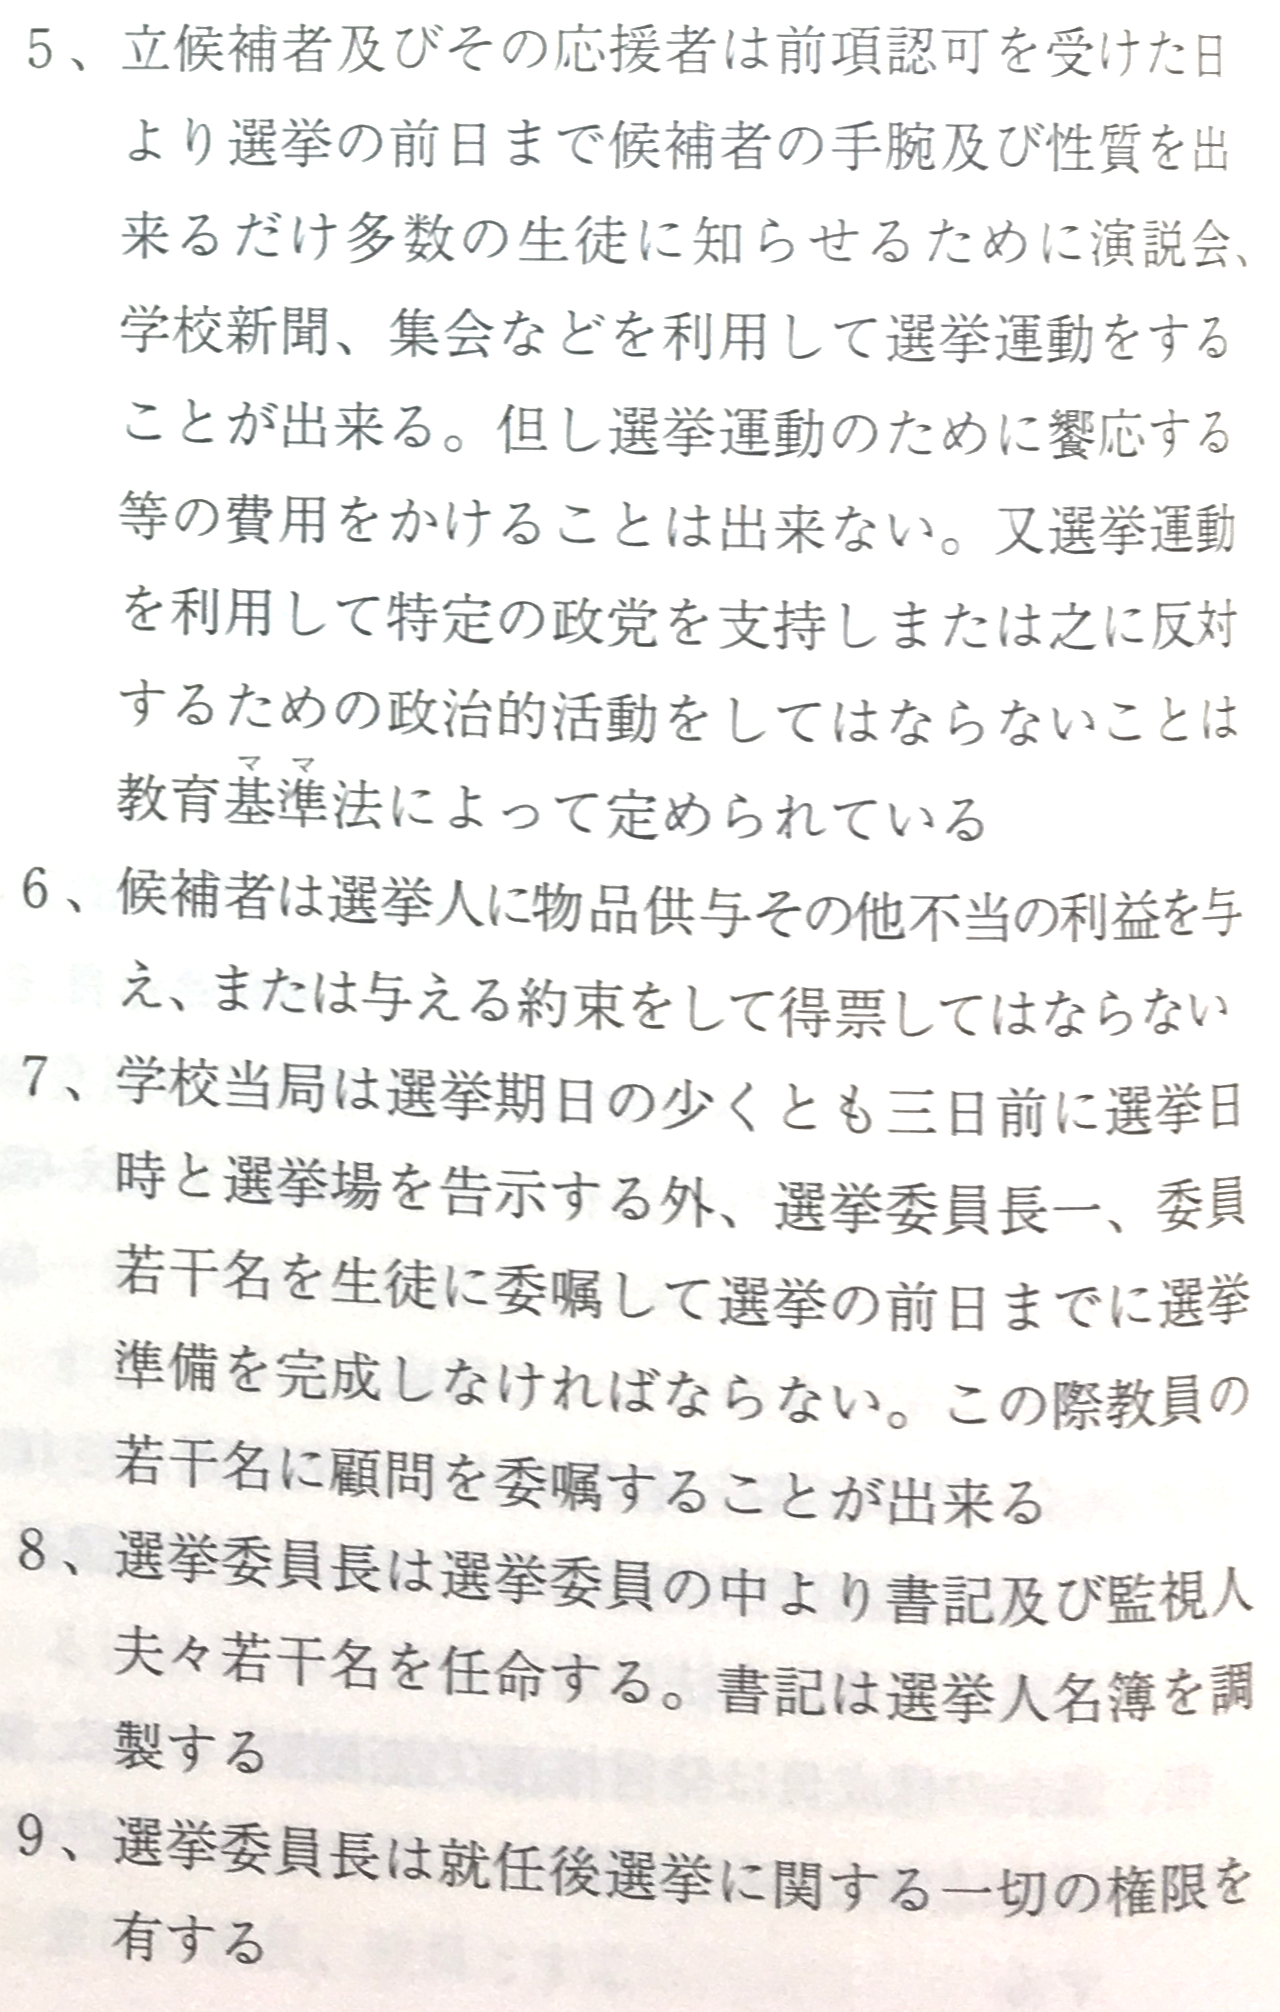 5、立候補者及びその応援者は前項認可を受けた日
より選挙の前日まで候補者の手腕及び性質を出
来るだけ多数の生徒に知らせるために演説会、
学校新聞、集会などを利用して選挙運動をする
ことが出来る。但し選挙運動のために饗応する
等の費用をかけることは出来ない。又選挙運動
を利用して特定の政党を支持しまたは之に反対
するための政治的活動をしてはならないことは
ママ
教育基準法によって定められている
6、候補者は選挙人に物品供与その他不当の利益を与
え、または与える約束をして得票してはならない
7、学校当局は選挙期日の少くとも三日前に選挙日
時と選挙場を告示する外、選挙委員長一、委員
若干名を生徒に委嘱して選挙の前日までに選挙
準備を完成しなければならない。この際教員の
若干名に顧問を委嘱することが出来る
8、選挙委員長は選挙委員の中より書記及び監視人
夫々若干名を任命する。書記は選挙人名簿を調
製する
9、選挙委員長は就任後選挙に関する一切の権限を
有する